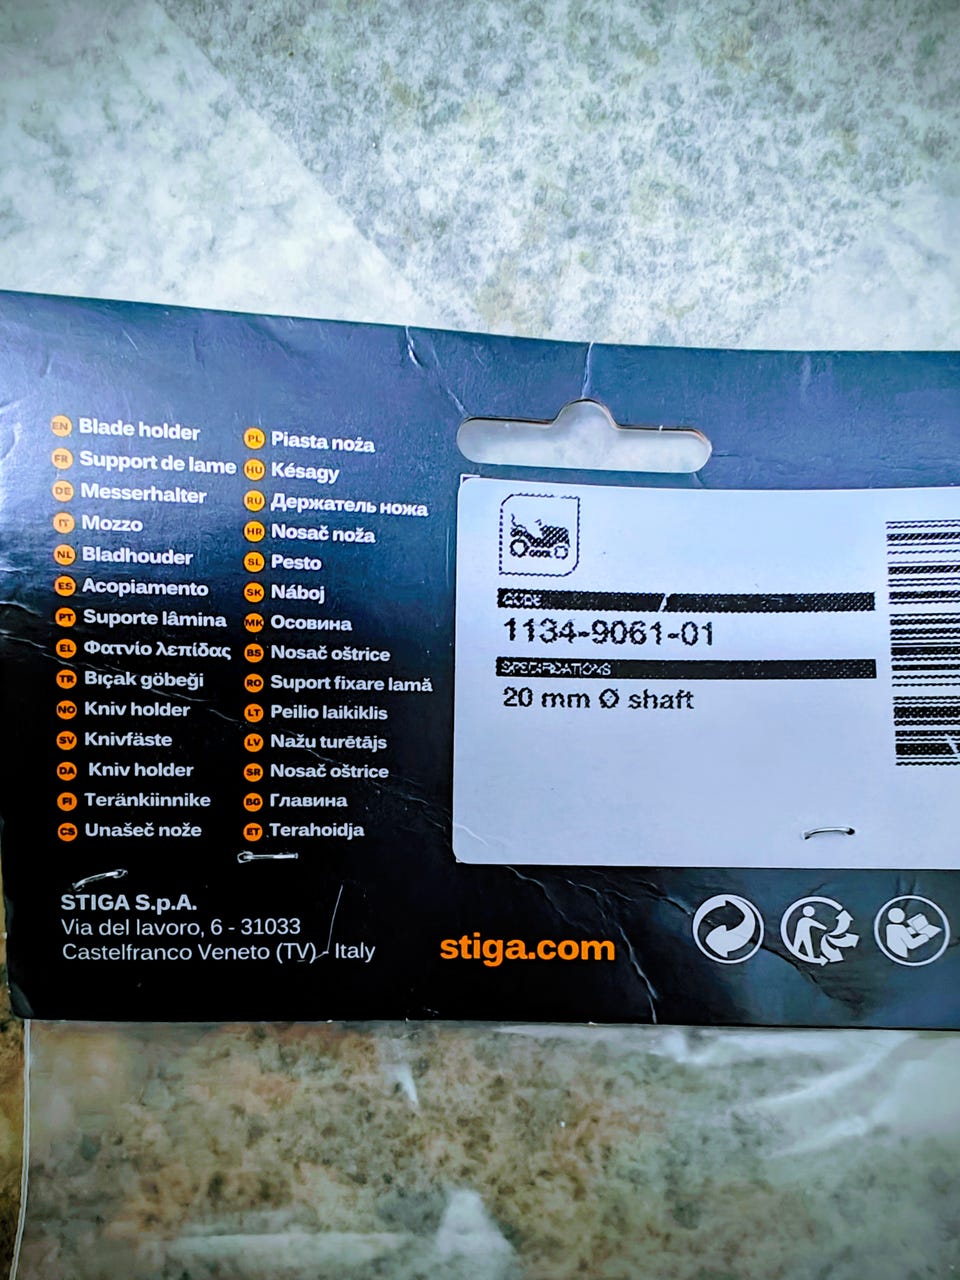 EN Blade holder
FR Support de lame
DE Messerhalter
IT Mozzo
NL Bladhouder
ES Acopiamento
PT Suporte lâmina
EL Φατνίο λεπίδας
TR Bıçak göbeği
NO Kniv holder
SV Knivfäste
DA Kniv holder
FI Teränkiinnike
CS Unašeč nože
PL Piasta noża
HU Késagy
RU Держатель ножа
HR Nosač noža
SL Pesto
SK Náboj
MK Осовина
BS Nosač oštrice
RO Suport fixare lamă
LT Peilio laikiklis
LV Nažu turētājs
SR Nosač oštrice
BG Главина
ET Terahoidja
CODE
1134-9061-01
SPECIFICATIONS
20 mm Ø shaft
STIGA S.p.A.
Via del lavoro, 6 - 31033
Castelfranco Veneto (TV) - Italy
stiga.com